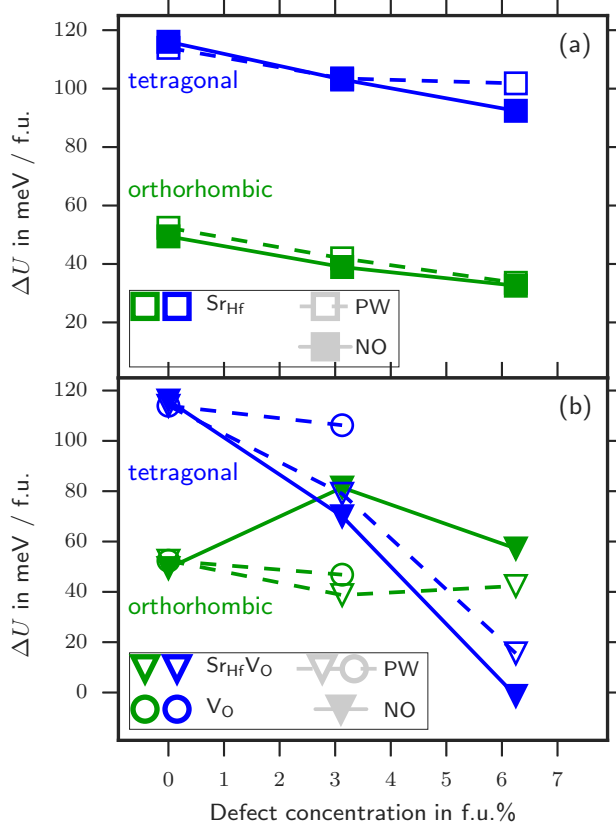 120
(a)
tetragonal
100
80
orthorhombic
60
ΔU in meV / f.u.
40
Sr_Hf
PW
20
NO
120
(b)
100
tetragonal
80
60
ΔU in meV / f.u.
40
orthorhombic
20
Sr_HfV_O
PW
0
V_O
NO
0 1 2 3 4 5 6 7
Defect concentration in f.u.%